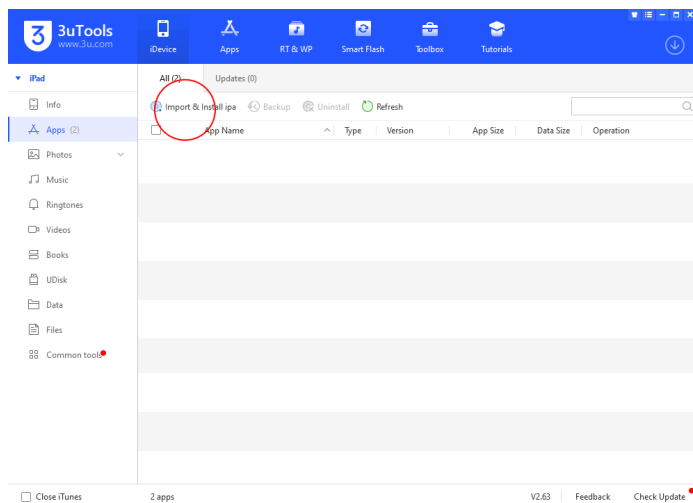 3uTools
www.3u.com
iDevice Apps RT & WP Smart Flash Toolbox Tutorials
iPad
All (2) Updates (0)
Info
Import & Install ipa Backup Uninstall Refresh
Apps (2)
App Name Type Version App Size Data Size Operation
Photos
Music
Ringtones
Videos
Books
UDisk
Data
Files
Common tools
Close iTunes 2 apps V2.63 Feedback Check Update